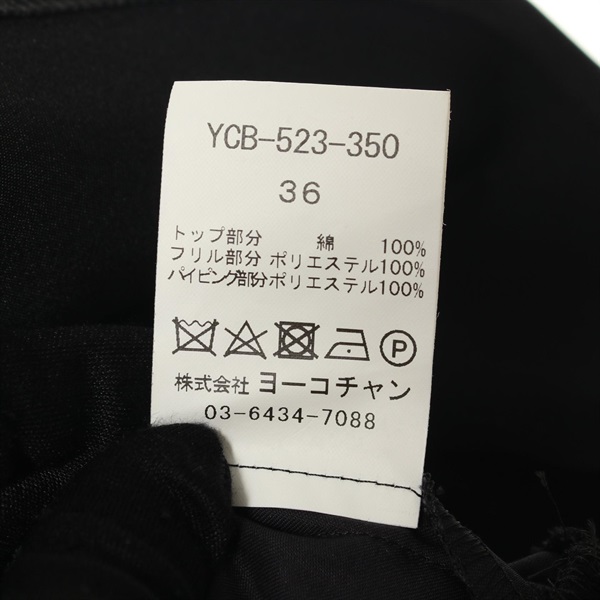 YCB-523-350
36
トップ部分 綿 100%
フリル部分 ポリエステル100%
パイピング部分ポリエステル100%
P
株式会社 ヨーコチャン
03-6434-7088